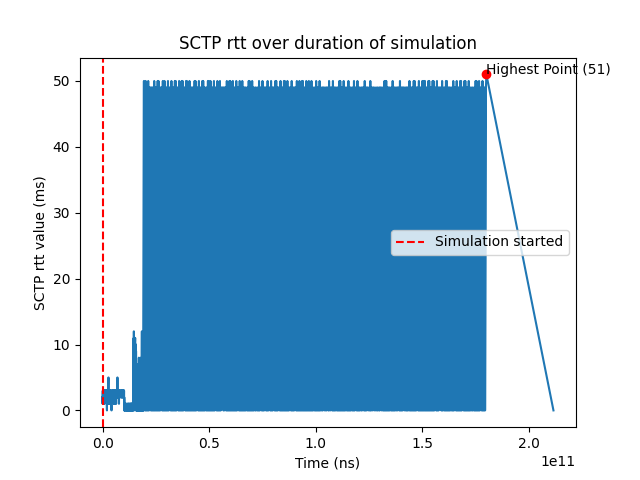 SCTP rtt over duration of simulation
Highest Point (51)
50
40
30
20
10
0
SCTP rtt value (ms)
Simulation started
0.0
0.5
1.0
1.5
2.0
1e11
Time (ns)